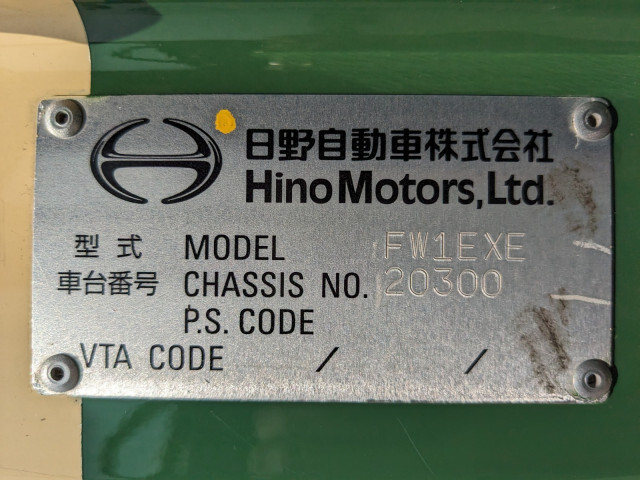 日野自動車株式会社
Hino Motors, Ltd.
型式 MODEL FW1EXE
車台番号 CHASSIS NO. 20300
P.S. CODE
VTA CODE / /